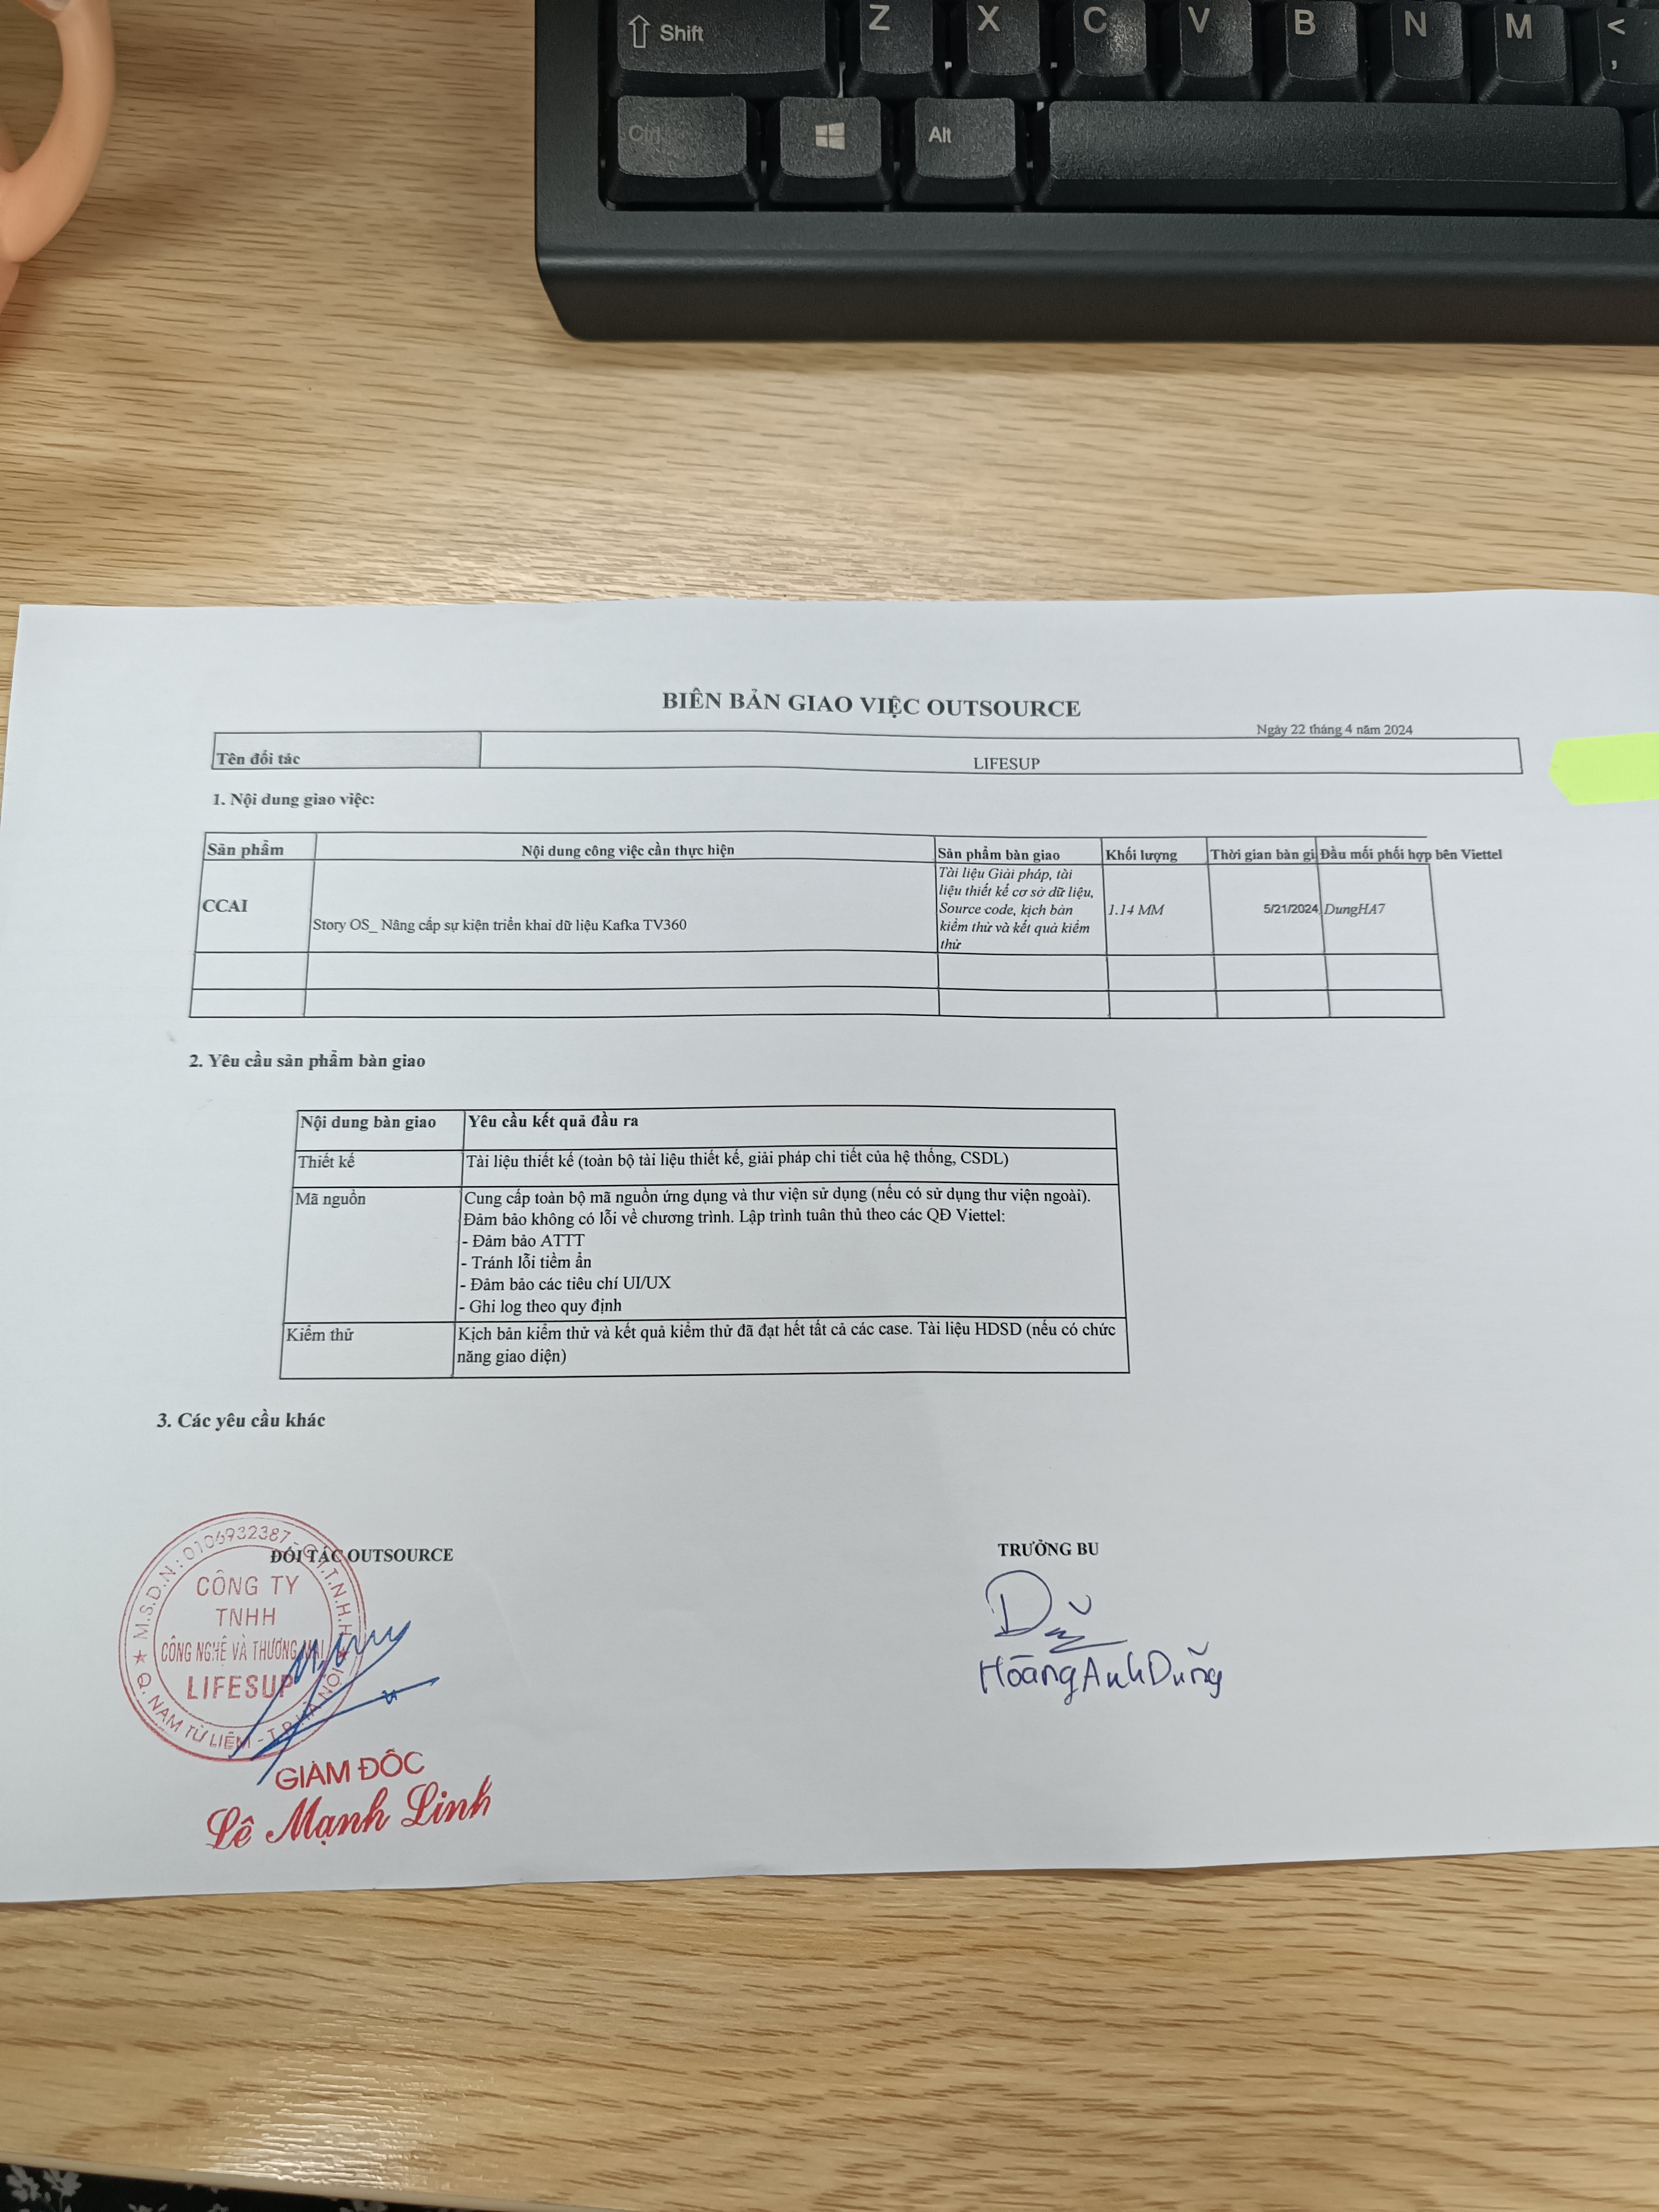 Shift
Z X C V B N M < ,
Ctrl Alt
BIÊN BẢN GIAO VIỆC OUTSOURCE
Ngày 22 tháng 4 năm 2024
Tên đối tác LIFESUP
1. Nội dung giao việc:
Sản phẩm Nội dung công việc cần thực hiện Sản phẩm bàn giao Khối lượng Thời gian bàn gi Đầu mối phối hợp bên Viettel
CCAI
Story OS_ Nâng cấp sự kiện triển khai dữ liệu Kafka TV360
Tài liệu Giải pháp, tài
liệu thiết kế cơ sở dữ liệu,
Source code, kịch bản
kiểm thử và kết quả kiểm
thử
1.14 MM
5/21/2024
DungHA7
2. Yêu cầu sản phẩm bàn giao
Nội dung bàn giao Yêu cầu kết quả đầu ra
Thiết kế Tài liệu thiết kế (toàn bộ tài liệu thiết kế, giải pháp chi tiết của hệ thống, CSDL)
Mã nguồn Cung cấp toàn bộ mã nguồn ứng dụng và thư viện sử dụng (nếu có sử dụng thư viện ngoài).
Đảm bảo không có lỗi về chương trình. Lập trình tuân thủ theo các QĐ Viettel:
- Đảm bảo ATTT
- Tránh lỗi tiềm ẩn
- Đảm bảo các tiêu chí UI/UX
- Ghi log theo quy định
Kiểm thử Kịch bản kiểm thử và kết quả kiểm thử đã đạt hết tất cả các case. Tài liệu HDSD (nếu có chức
năng giao diện)
3. Các yêu cầu khác
ĐỐI TÁC OUTSOURCE
M.S.D.N: 0106932387 - C.T.T.N.H.H
CÔNG TY
TNHH
CÔNG NGHỆ VÀ THƯƠNG MẠI
LIFESUP
Q. NAM TỪ LIÊM - T.P HÀ NỘI
GIÁM ĐỐC
Lê Mạnh Linh
TRƯỞNG BU
Hoàng Anh Dũng